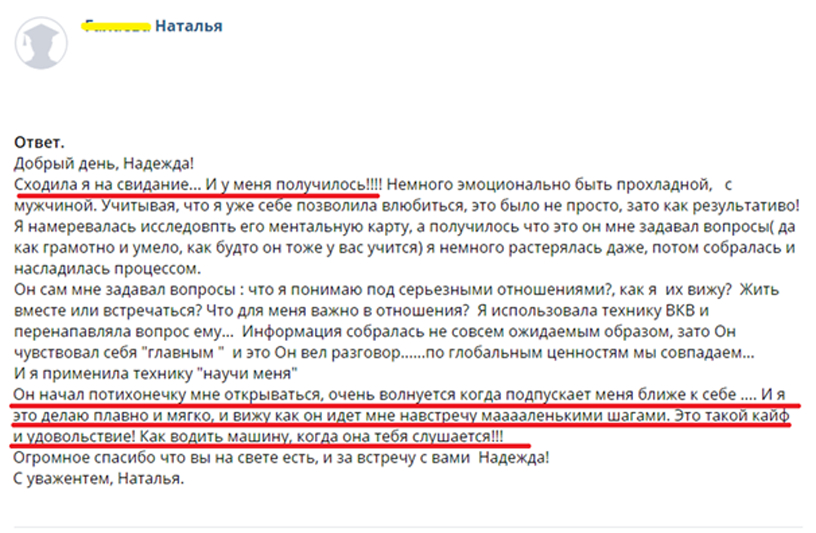 Наталья
Ответ.
Добрый день, Надежда!
Сходила я на свидание... И у меня получилось!!!! Немного эмоционально быть прохладной, с
мужчиной. Учитывая, что я уже себе позволила влюбиться, это было не просто, зато как результативо!
Я намеревалась исследовпть его ментальную карту, а получилось что это он мне задавал вопросы( да
как грамотно и умело, как будто он тоже у вас учится) я немного растерялась даже, потом собралась и
насладилась процессом.
Он сам мне задавал вопросы : что я понимаю под серьезными отношениями?, как я их вижу? Жить
вместе или встречаться? Что для меня важно в отношения? Я использовала технику ВКВ и
перенапавляла вопрос ему... Информация собралась не совсем ожидаемым образом, зато Он
чувствовал себя "главным " и это Он вел разговор......по глобальным ценностям мы совпадаем...
И я применила технику "научи меня"
Он начал потихонечку мне открываться, очень волнуется когда подпускает меня ближе к себе .... И я
это делаю плавно и мягко, и вижу как он идет мне навстречу мааааленькими шагами. Это такой кайф
и удовольствие! Как водить машину, когда она тебя слушается!!!
Огромное спасибо что вы на свете есть, и за встречу с вами Надежда!
С уважентем, Наталья.